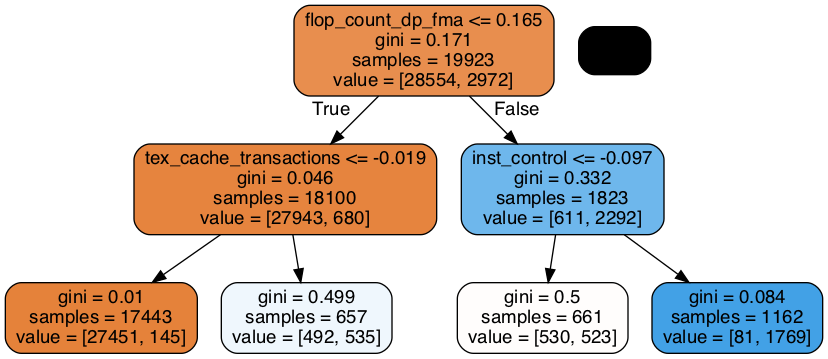 flop_count_dp_fma <= 0.165
gini = 0.171
samples = 19923
value = [28554, 2972]
True
False
tex_cache_transactions <= -0.019
gini = 0.046
samples = 18100
value = [27943, 680]
inst_control <= -0.097
gini = 0.332
samples = 1823
value = [611, 2292]
gini = 0.01
samples = 17443
value = [27451, 145]
gini = 0.499
samples = 657
value = [492, 535]
gini = 0.5
samples = 661
value = [530, 523]
gini = 0.084
samples = 1162
value = [81, 1769]